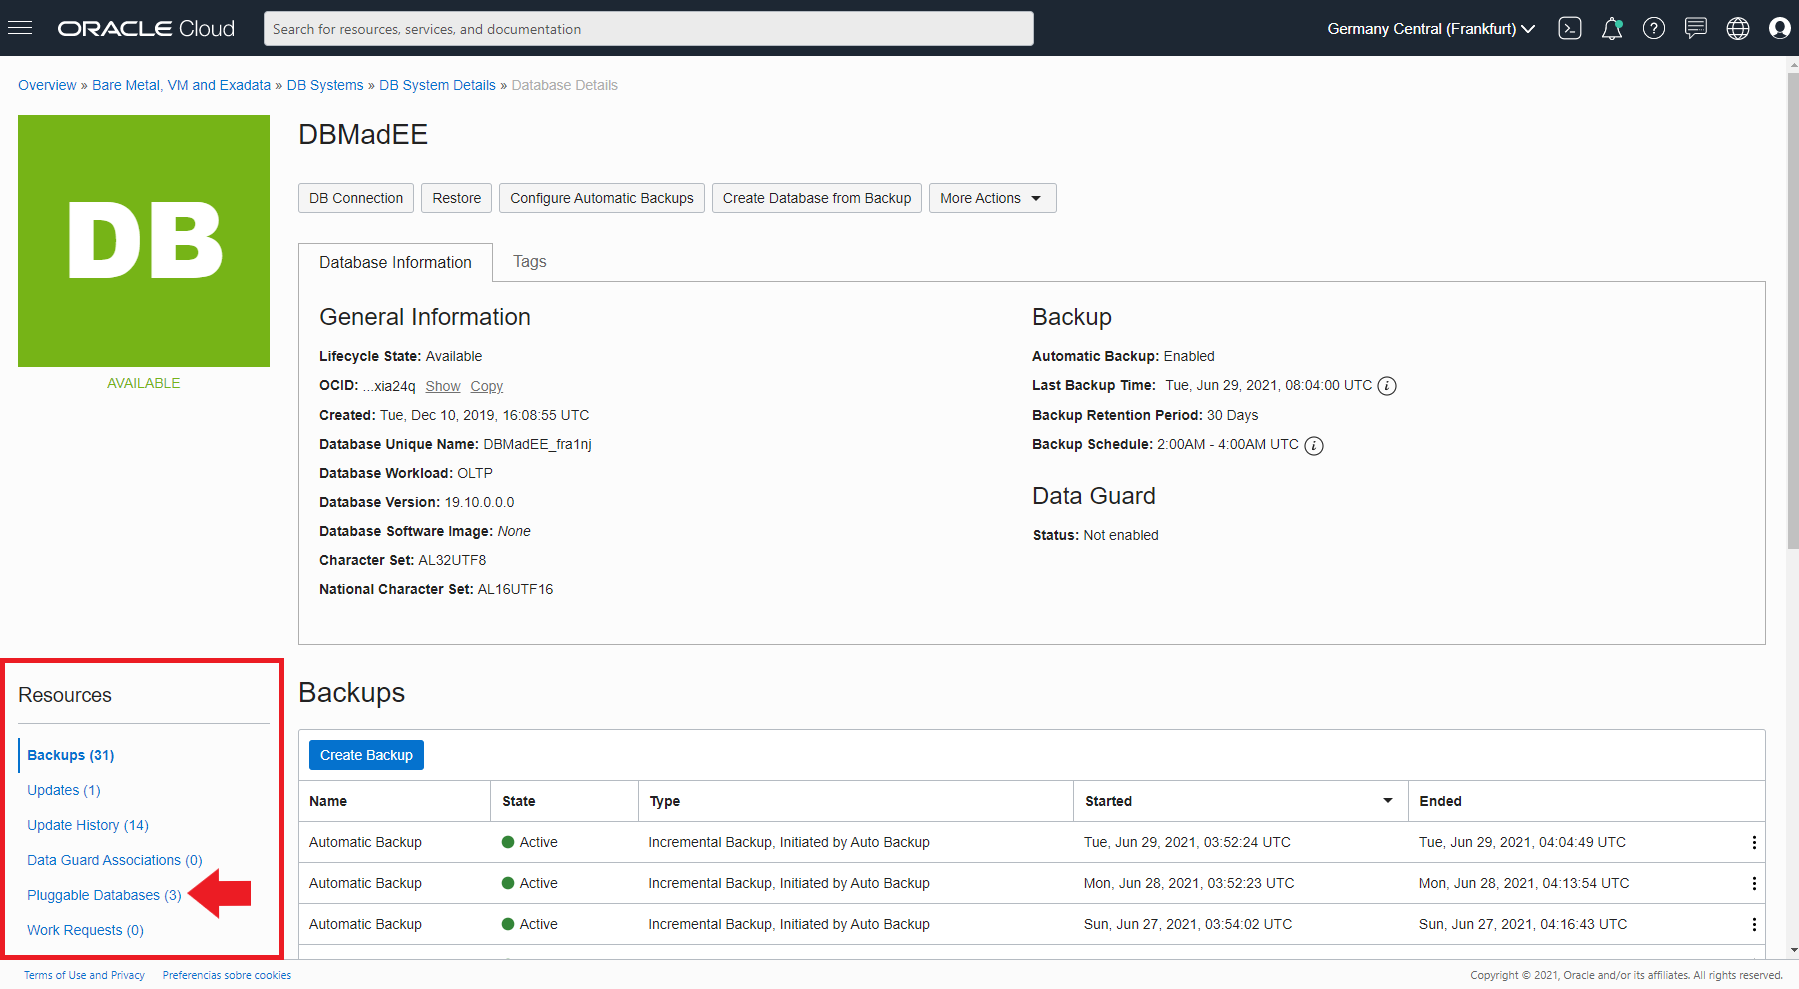 ORACLE Cloud
Search for resources, services, and documentation
Germany Central (Frankfurt)
Overview » Bare Metal, VM and Exadata » DB Systems » DB System Details » Database Details
DB
AVAILABLE
DBMadEE
DB Connection Restore Configure Automatic Backups Create Database from Backup More Actions
Database Information Tags
General Information
Lifecycle State: Available
OCID: ...xia24q Show Copy
Created: Tue, Dec 10, 2019, 16:08:55 UTC
Database Unique Name: DBMadEE_fra1nj
Database Workload: OLTP
Database Version: 19.10.0.0.0
Database Software Image: None
Character Set: AL32UTF8
National Character Set: AL16UTF16
Backup
Automatic Backup: Enabled
Last Backup Time: Tue, Jun 29, 2021, 08:04:00 UTC
Backup Retention Period: 30 Days
Backup Schedule: 2:00AM - 4:00AM UTC
Data Guard
Status: Not enabled
Resources
Backups (31)
Updates (1)
Update History (14)
Data Guard Associations (0)
Pluggable Databases (3)
Work Requests (0)
Backups
Create Backup
Name State Type Started Ended
Automatic Backup Active Incremental Backup, Initiated by Auto Backup Tue, Jun 29, 2021, 03:52:24 UTC Tue, Jun 29, 2021, 04:04:49 UTC
Automatic Backup Active Incremental Backup, Initiated by Auto Backup Mon, Jun 28, 2021, 03:52:23 UTC Mon, Jun 28, 2021, 04:13:54 UTC
Automatic Backup Active Incremental Backup, Initiated by Auto Backup Sun, Jun 27, 2021, 03:54:02 UTC Sun, Jun 27, 2021, 04:16:43 UTC
Terms of Use and Privacy Preferencias sobre cookies
Copyright © 2021, Oracle and/or its affiliates. All rights reserved.